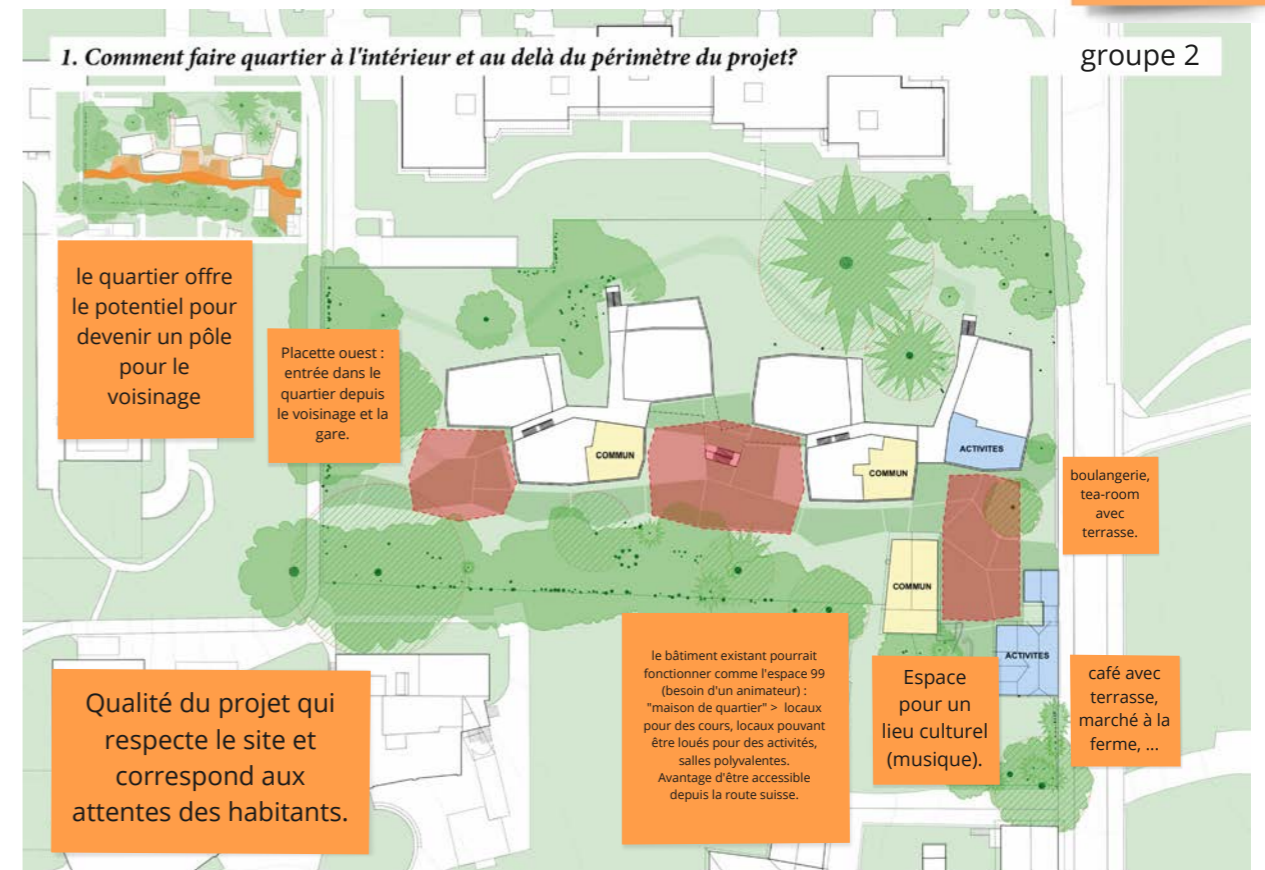 1. Comment faire quartier à l'intérieur et au delà du périmètre du projet?
groupe 2
le quartier offre
le potentiel pour
devenir un pôle
pour le
voisinage
Placette ouest :
entrée dans le
quartier depuis
le voisinage et la
gare.
COMMUN
COMMUN
ACTIVITES
boulangerie,
tea-room
avec
terrasse.
COMMUN
ACTIVITES
Qualité du projet qui
respecte le site et
correspond aux
attentes des habitants.
le bâtiment existant pourrait
fonctionner comme l'espace 99
(besoin d'un animateur) :
"maison de quartier" > locaux
pour des cours, locaux pouvant
être loués pour des activités,
salles polyvalentes.
Avantage d'être accessible
depuis la route suisse.
Espace
pour un
lieu culturel
(musique).
café avec
terrasse,
marché à la
ferme, ...